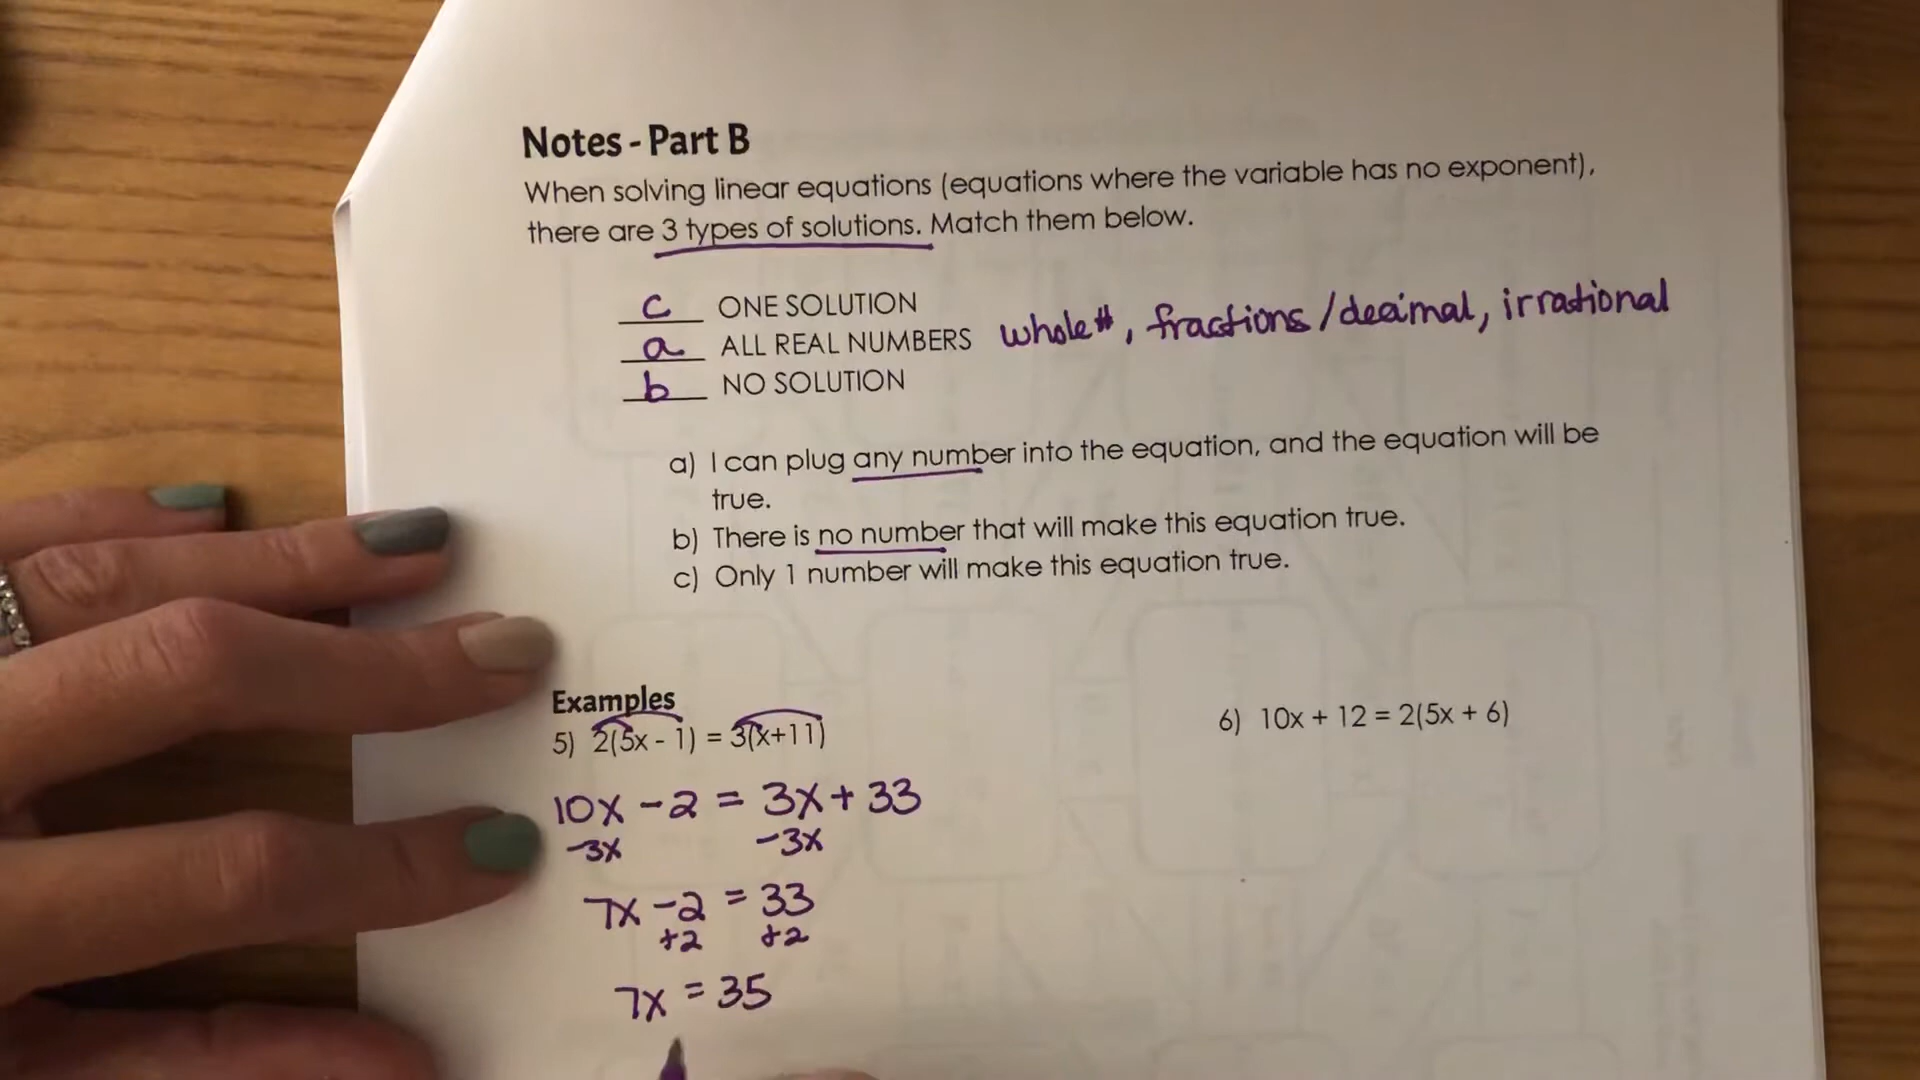 Notes - Part B
When solving linear equations (equations where the variable has no exponent),
there are 3 types of solutions. Match them below.
c ONE SOLUTION
a ALL REAL NUMBERS whole#, fractions/decimal, irrational
b NO SOLUTION
a) I can plug any number into the equation, and the equation will be
true.
b) There is no number that will make this equation true.
c) Only 1 number will make this equation true.
Examples
5) 2(5x - 1) = 3(x+11)
10x - 2 = 3x + 33
-3x -3x
7x - 2 = 33
+2 +2
7x = 35
6) 10x + 12 = 2(5x + 6)